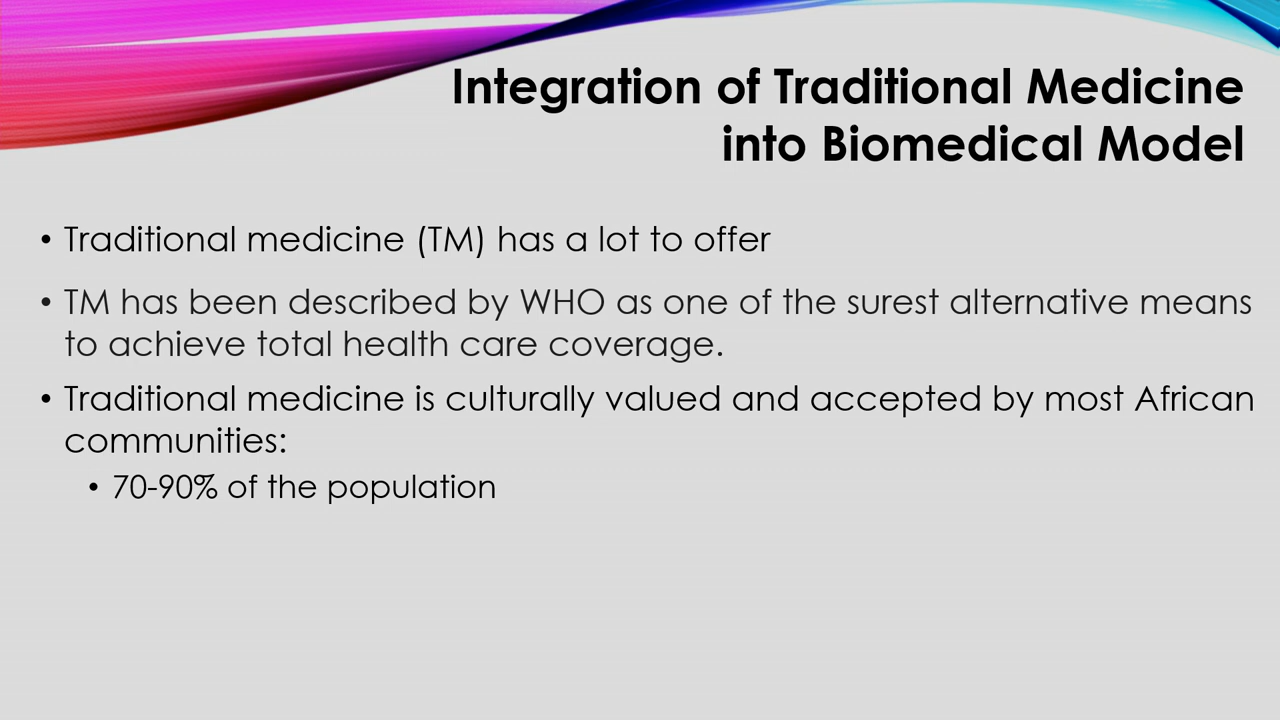 Integration of Traditional Medicine
into Biomedical Model
• Traditional medicine (TM) has a lot to offer
• TM has been described by WHO as one of the surest alternative means
to achieve total health care coverage.
• Traditional medicine is culturally valued and accepted by most African
communities:
• 70-90% of the population